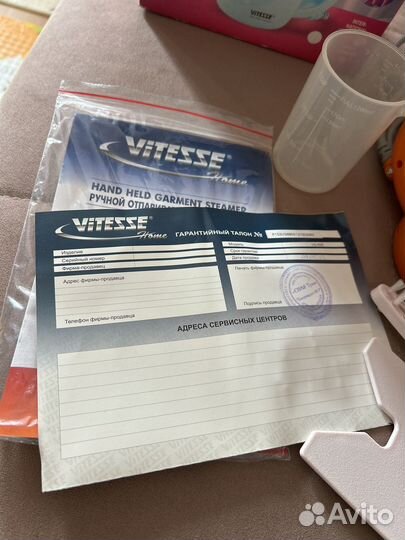 VITESSE®
ViTESSE®
Home
HAND HELD GARMENT STEAMER
РУЧНОЙ
ViTESSE®
Home
ГАРАНТИЙНЫЙ ТАЛОН №
Изделие
Серийный номер
Фирма-продавец
Адрес фирмы-продавца
Телефон фирмы-продавца
Модель
Срок гарантии
Дата продажи
Печать фирмы-продавца
Подпись продавца
АДРЕСА СЕРВИСНЫХ ЦЕНТРОВ
Avito